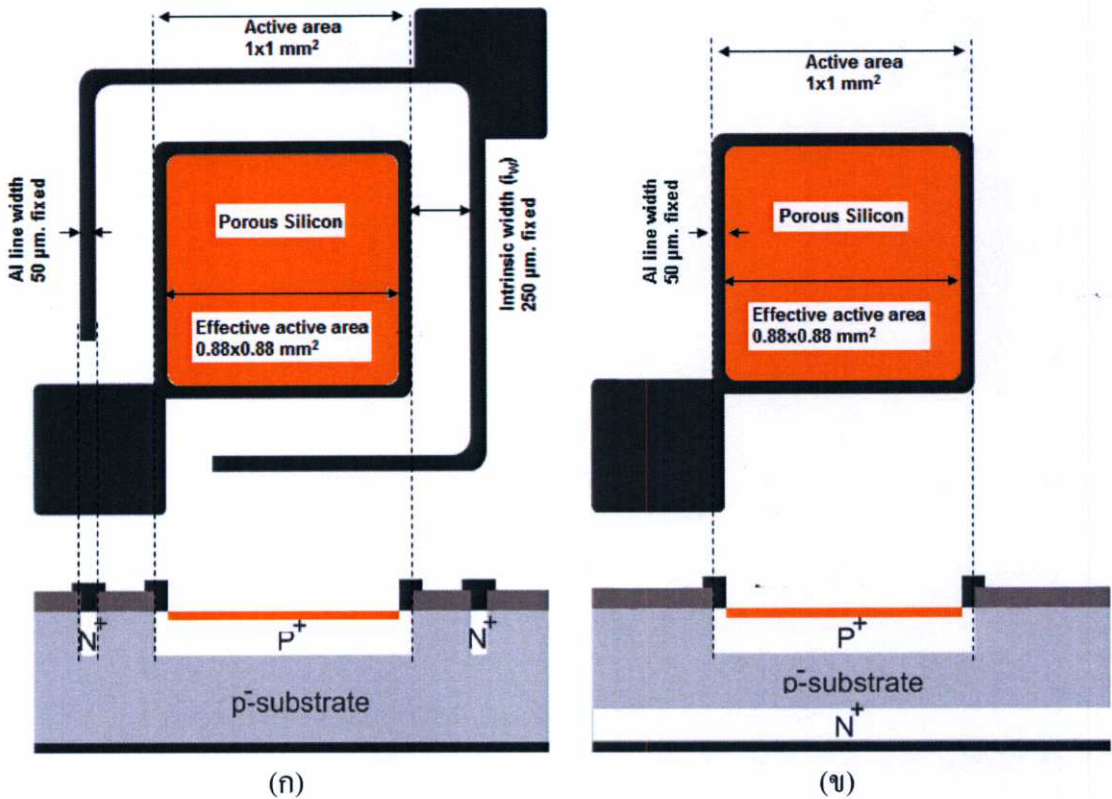 Active area
1x1 mm²
Al line width
50 µm. fixed
Porous Silicon
Intrinsic width (i_W)
250 µm. fixed
Effective active area
0.88x0.88 mm²
N⁺
P⁺
N⁺
p⁻-substrate
(ก)
Active area
1x1 mm²
Al line width
50 µm. fixed
Porous Silicon
Effective active area
0.88x0.88 mm²
P⁺
p⁻-substrate
N⁺
(ข)